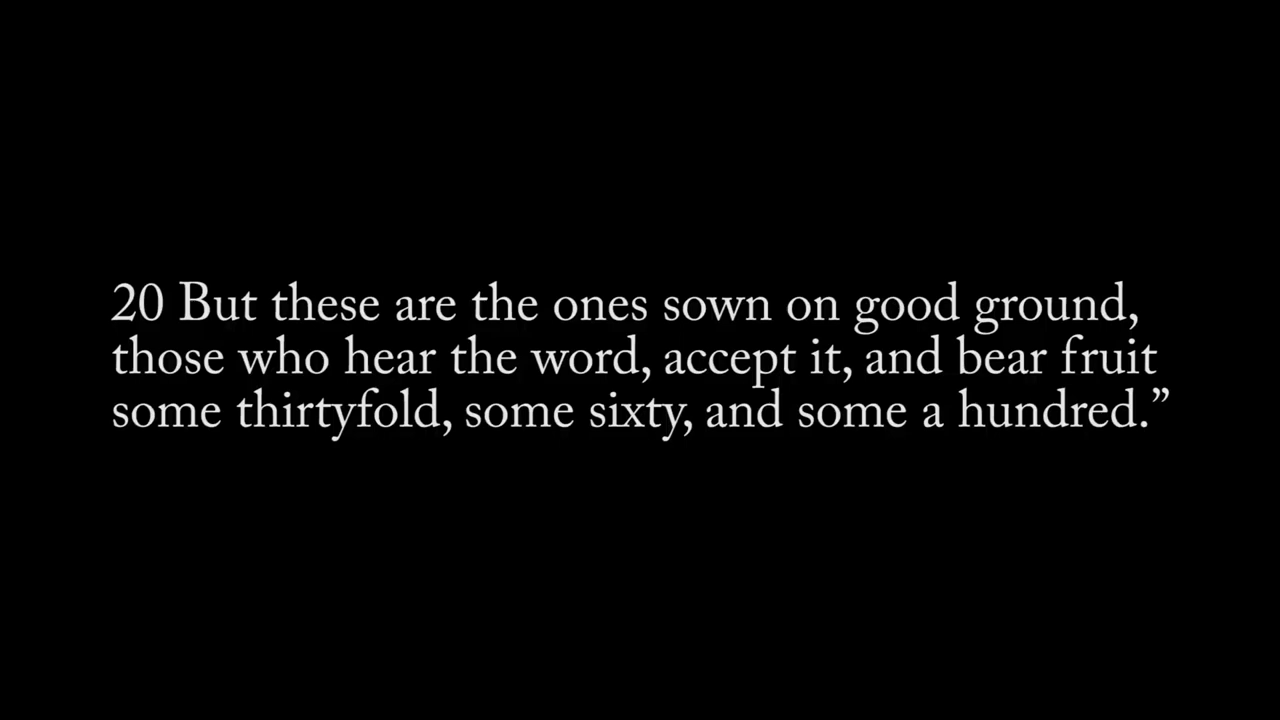 20 But these are the ones sown on good ground,
those who hear the word, accept it, and bear fruit
some thirtyfold, some sixty, and some a hundred.”